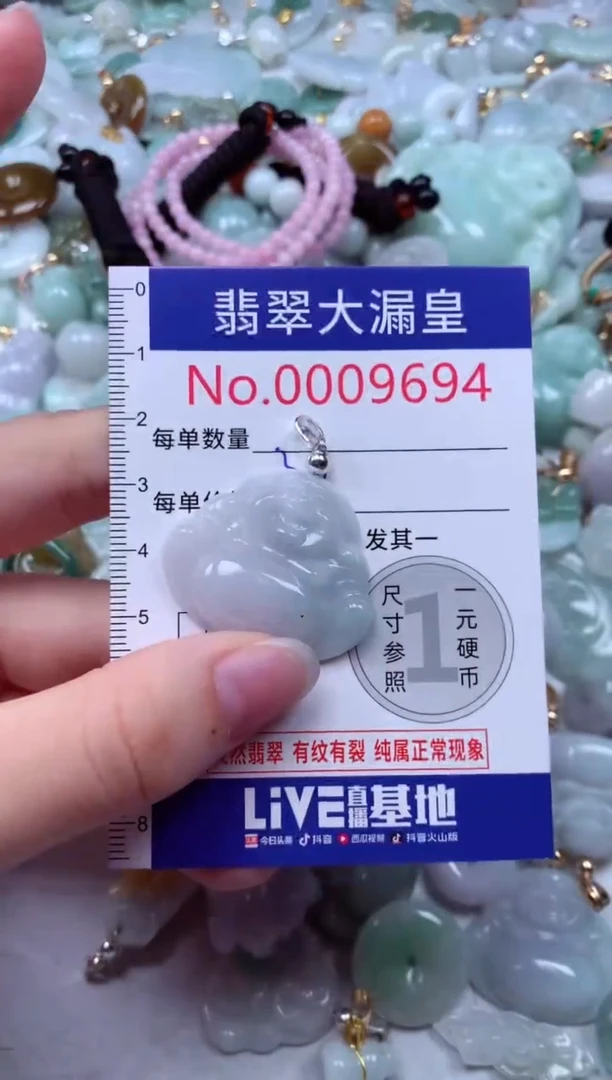 翡翠大漏皇
No.0009694
0
1
2
3
4
5
8
每单数量
每单
发其一
尺寸参照
1
一元硬币
然翡翠 有纹有裂 纯属正常现象
LiVE直播基地
今日头条 抖音 西瓜视频 抖音火山版